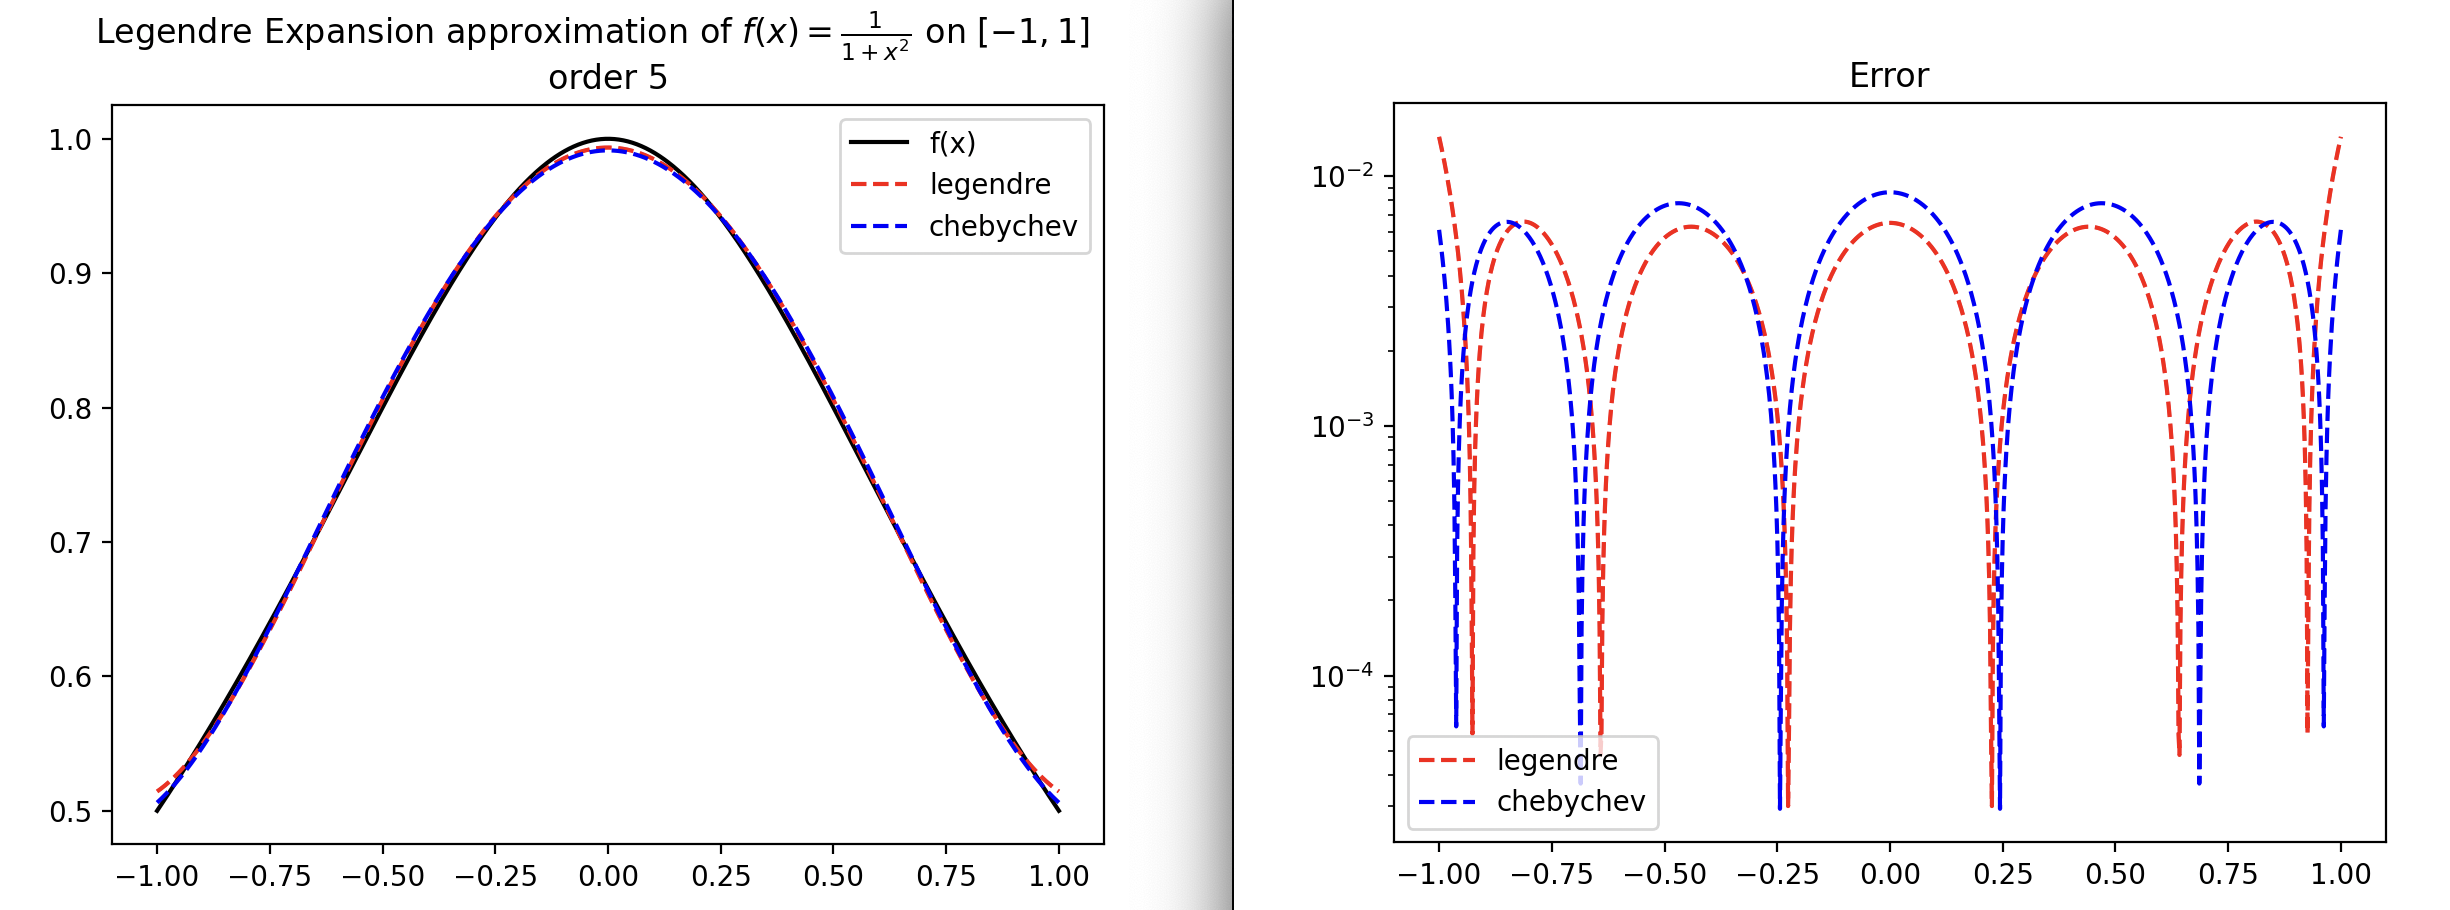 Legendre Expansion approximation of f(x) = \frac{1}{1 + x^2} on [−1, 1]
order 5
1.0
0.9
0.8
0.7
0.6
0.5
f(x)
legendre
chebychev
−1.00 −0.75 −0.50 −0.25 0.00 0.25 0.50 0.75 1.00
Error
10^{−2}
10^{−3}
10^{−4}
legendre
chebychev
−1.00 −0.75 −0.50 −0.25 0.00 0.25 0.50 0.75 1.00